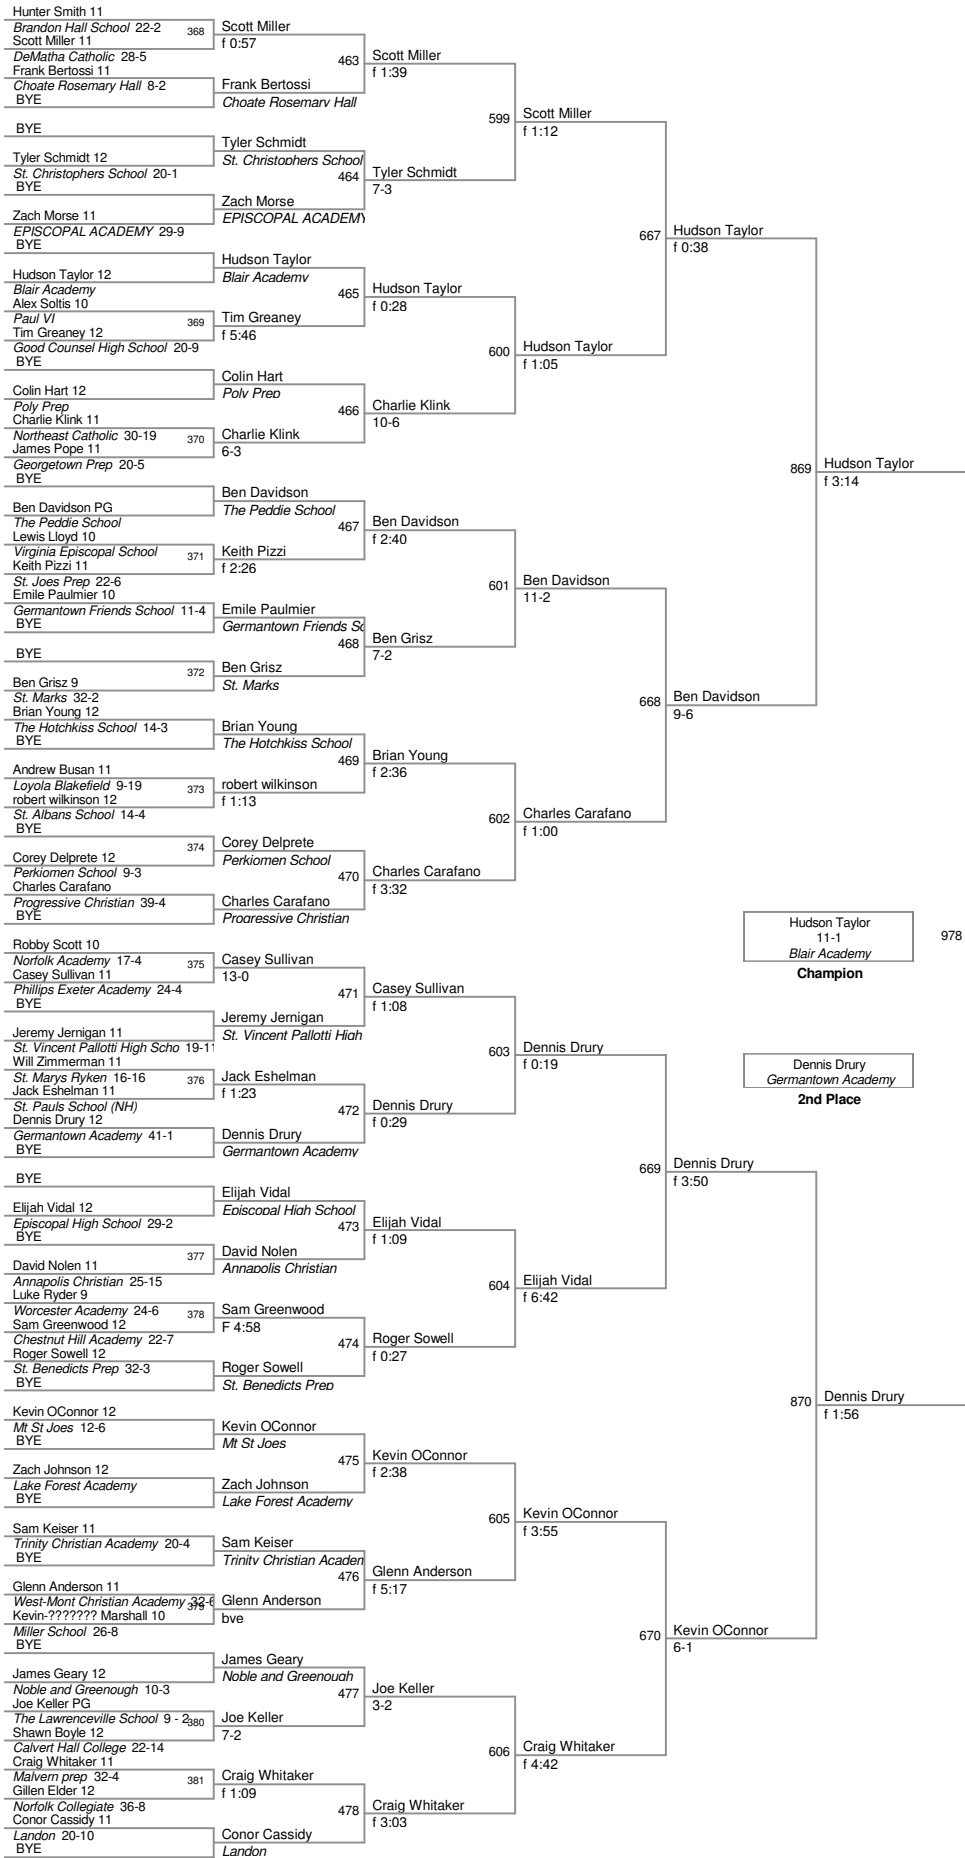 Hunter Smith 11
Brandon Hall School 22-2
Scott Miller 11
DeMatha Catholic 28-5
Frank Bertossi 11
Choate Rosemary Hall 8-2
BYE
BYE
Tyler Schmidt 12
St. Christophers School 20-1
BYE
Zach Morse 11
EPISCOPAL ACADEMY 29-9
BYE
Hudson Taylor 12
Blair Academy
Alex Soltis 10
Paul VI
Tim Greaney 12
Good Counsel High School 20-9
BYE
Colin Hart 12
Poly Prep
Charlie Klink 11
Northeast Catholic 30-19
James Pope 11
Georgetown Prep 20-5
BYE
Ben Davidson PG
The Peddie School
Lewis Lloyd 10
Virginia Episcopal School
Keith Pizzi 11
St. Joes Prep 22-6
Emile Paulmier 10
Germantown Friends School 11-4
BYE
BYE
Ben Grisz 9
St. Marks 32-2
Brian Young 12
The Hotchkiss School 14-3
BYE
Andrew Busan 11
Loyola Blakefield 9-19
robert wilkinson 12
St. Albans School 14-4
BYE
Corey Delprete 12
Perkiomen School 9-3
Charles Carafano
Progressive Christian 39-4
BYE
Robby Scott 10
Norfolk Academy 17-4
Casey Sullivan 11
Phillips Exeter Academy 24-4
BYE
Jeremy Jernigan 11
St. Vincent Pallotti High Scho 19-11
Will Zimmerman 11
St. Marys Ryken 16-16
Jack Eshelman 11
St. Pauls School (NH)
Dennis Drury 12
Germantown Academy 41-1
BYE
BYE
Elijah Vidal 12
Episcopal High School 29-2
BYE
David Nolen 11
Annapolis Christian 25-15
Luke Ryder 9
Worcester Academy 24-6
Sam Greenwood 12
Chestnut Hill Academy 22-7
Roger Sowell 12
St. Benedicts Prep 32-3
BYE
Kevin OConnor 12
Mt St Joes 12-6
BYE
Zach Johnson 12
Lake Forest Academy
BYE
Sam Keiser 11
Trinity Christian Academy 20-4
BYE
Glenn Anderson 11
West-Mont Christian Academy 32-6
Kevin-??????? Marshall 10
Miller School 26-8
BYE
James Geary 12
Noble and Greenough 10-3
Joe Keller PG
The Lawrenceville School 9 - 2
Shawn Boyle 12
Calvert Hall College 22-14
Craig Whitaker 11
Malvern prep 32-4
Gillen Elder 12
Norfolk Collegiate 36-8
Conor Cassidy 11
Landon 20-10
BYE
368
369
370
371
372
373
374
375
376
377
378
379
380
381
Scott Miller
f 0:57
Frank Bertossi
Choate Rosemary Hall
Tyler Schmidt
St. Christophers School
Zach Morse
EPISCOPAL ACADEMY
Hudson Taylor
Blair Academy
Tim Greaney
f 5:46
Colin Hart
Poly Prep
Charlie Klink
6-3
Ben Davidson
The Peddie School
Keith Pizzi
f 2:26
Emile Paulmier
Germantown Friends Sc
Ben Grisz
St. Marks
Brian Young
The Hotchkiss School
robert wilkinson
f 1:13
Corey Delprete
Perkiomen School
Charles Carafano
Progressive Christian
Casey Sullivan
13-0
Jeremy Jernigan
St. Vincent Pallotti High
Jack Eshelman
f 1:23
Dennis Drury
Germantown Academy
Elijah Vidal
Episcopal High School
David Nolen
Annapolis Christian
Sam Greenwood
F 4:58
Roger Sowell
St. Benedicts Prep
Kevin OConnor
Mt St Joes
Zach Johnson
Lake Forest Academy
Sam Keiser
Trinity Christian Acaden
Glenn Anderson
bye
James Geary
Noble and Greenough
Joe Keller
7-2
Craig Whitaker
f 1:09
Conor Cassidy
Landon
463
464
465
466
467
468
469
470
471
472
473
474
475
476
477
478
Scott Miller
f 1:39
Tyler Schmidt
7-3
Hudson Taylor
f 0:28
Charlie Klink
10-6
Ben Davidson
f 2:40
Ben Grisz
7-2
Brian Young
f 2:36
Charles Carafano
f 3:32
Casey Sullivan
f 1:08
Dennis Drury
f 0:29
Elijah Vidal
f 1:09
Roger Sowell
f 0:27
Kevin OConnor
f 2:38
Glenn Anderson
f 5:17
Joe Keller
3-2
Craig Whitaker
f 3:03
599
600
601
602
603
604
605
606
Scott Miller
f 1:12
Hudson Taylor
f 1:05
Ben Davidson
11-2
Charles Carafano
f 1:00
Dennis Drury
f 0:19
Elijah Vidal
f 6:42
Kevin OConnor
f 3:55
Craig Whitaker
f 4:42
667
668
669
670
Hudson Taylor
f 0:38
Ben Davidson
9-6
Dennis Drury
f 3:50
Kevin OConnor
6-1
869
870
Hudson Taylor
f 3:14
Dennis Drury
f 1:56
978
Hudson Taylor
11-1
Blair Academy
Champion
Dennis Drury
Germantown Academy
2nd Place